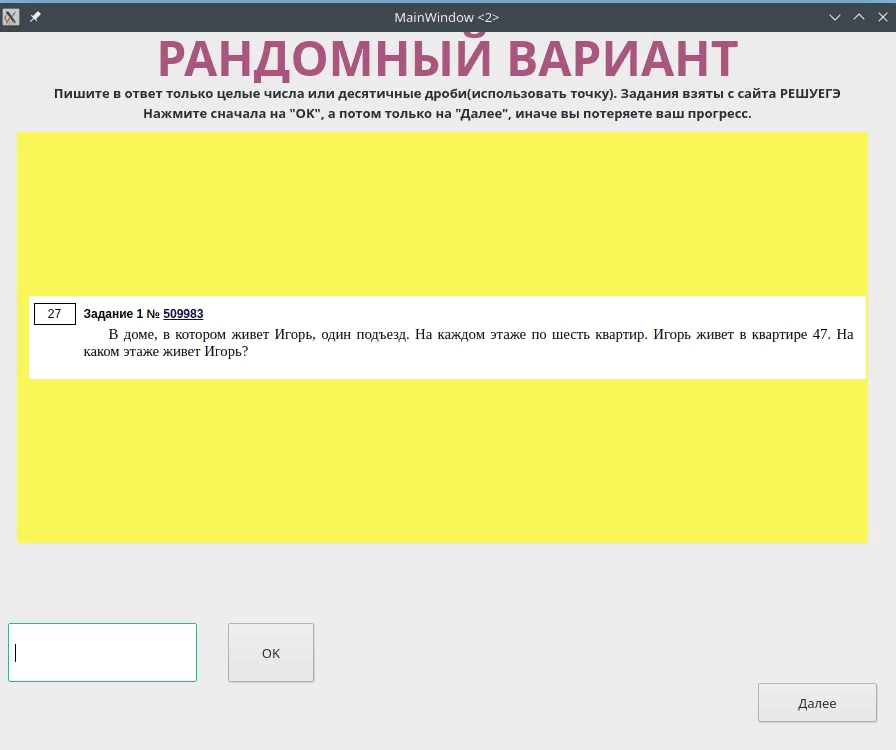 MainWindow <2>
РАНДОМНЫЙ ВАРИАНТ
Пишите в ответ только целые числа или десятичные дроби(использовать точку). Задания взяты с сайта РЕШУЕГЭ
Нажмите сначала на "OK", а потом только на "Далее", иначе вы потеряете ваш прогресс.
27 Задание 1 № 509983
В доме, в котором живет Игорь, один подъезд. На каждом этаже по шесть квартир. Игорь живет в квартире 47. На
каком этаже живет Игорь?
OK
Далее